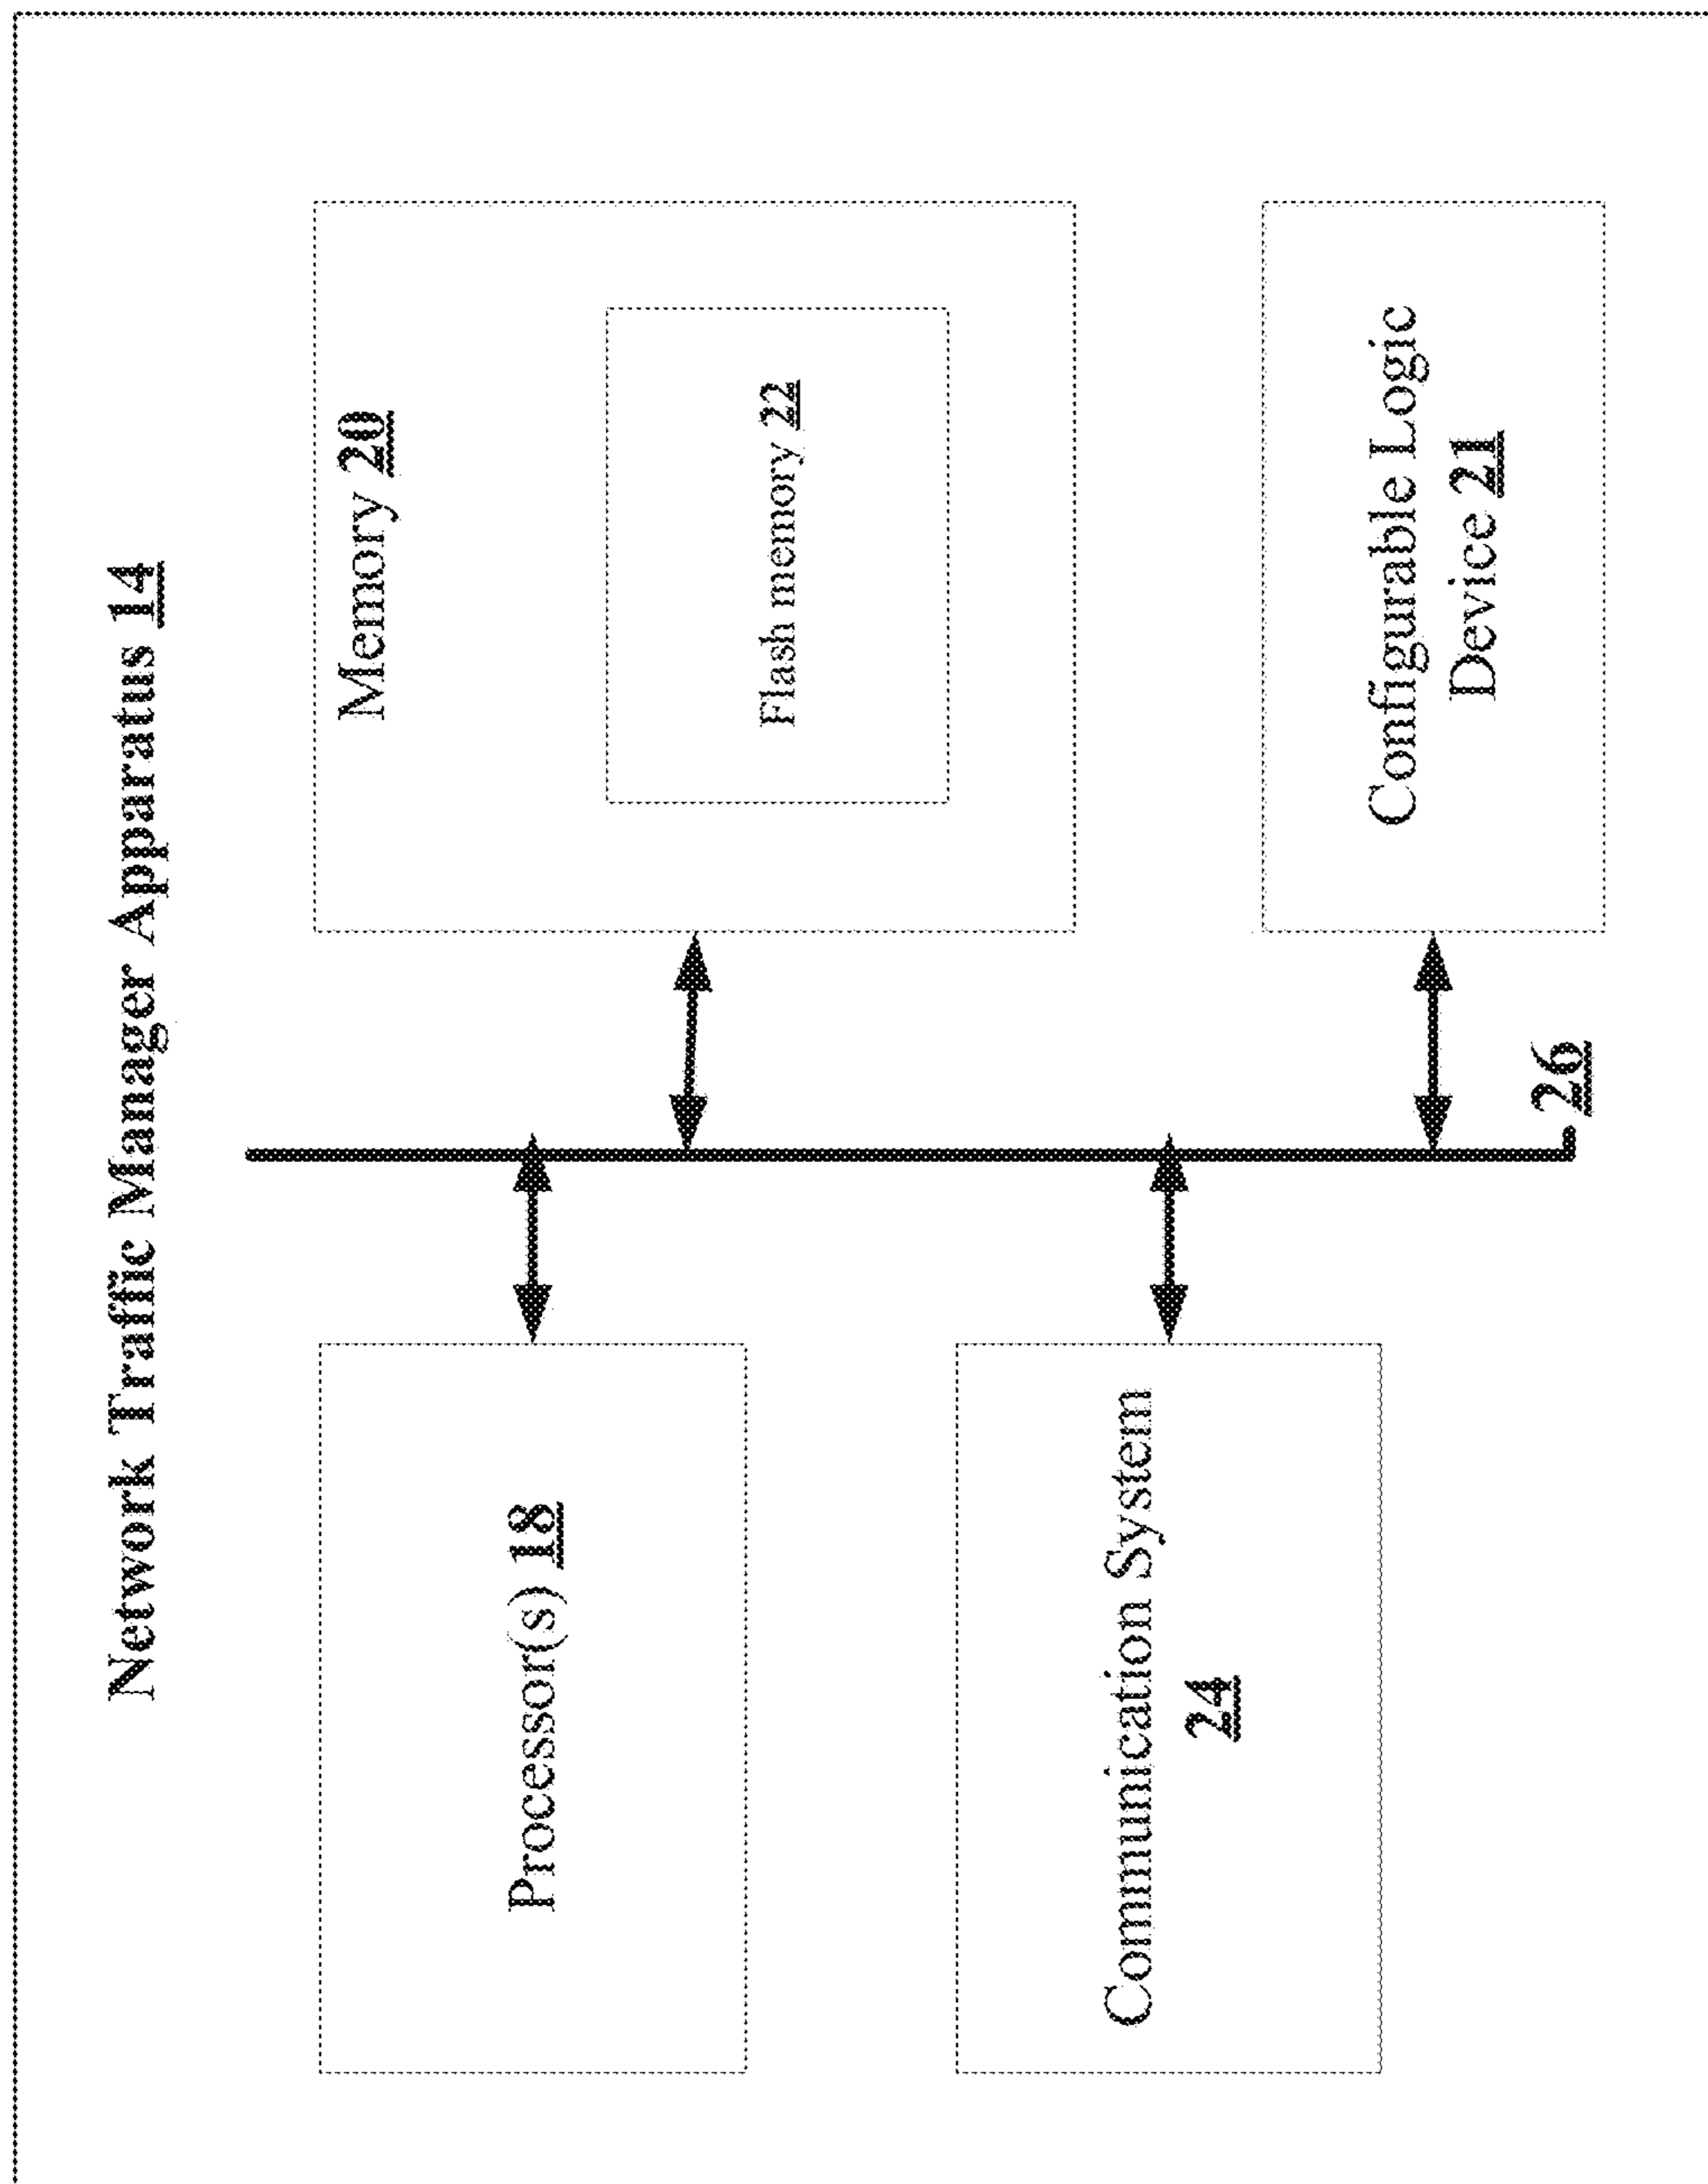 Network Traffic Manager Apparatus 14
Processor(s) 18
Memory 20
Flash memory 22
Communication System
24
Configurable Logic
Device 21
26